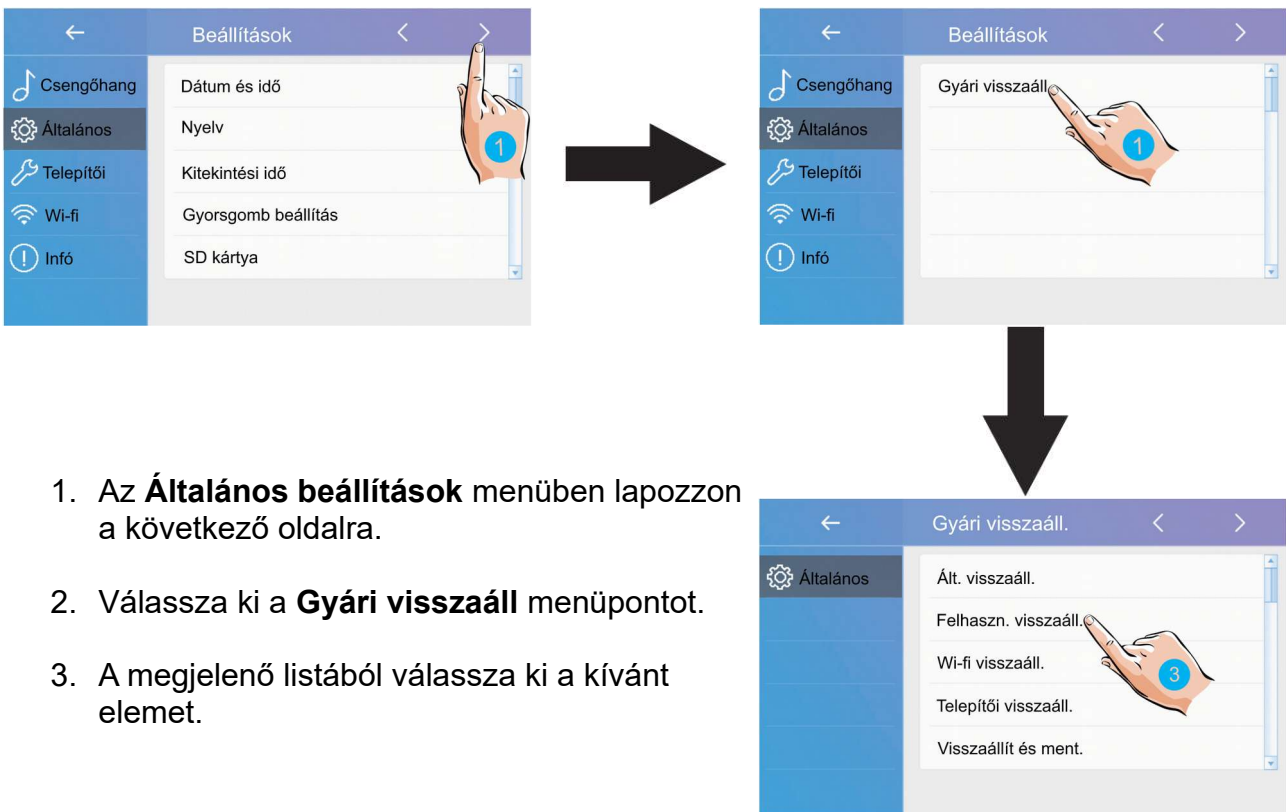 Beállítások
Csengőhang
Általános
Telepítői
Wi-fi
Infó
Dátum és idő
Nyelv
Kitekintési idő
Gyorsgomb beállítás
SD kártya
1
Beállítások
Csengőhang
Általános
Telepítői
Wi-fi
Infó
Gyári visszaáll.
1
1. Az Általános beállítások menüben lapozzon
a következő oldalra.
2. Válassza ki a Gyári visszaáll menüpontot.
3. A megjelenő listából válassza ki a kívánt
elemet.
Gyári visszaáll.
Általános
Ált. visszaáll.
Felhaszn. visszaáll.
Wi-fi visszaáll.
Telepítői visszaáll.
Visszaállít és ment.
3